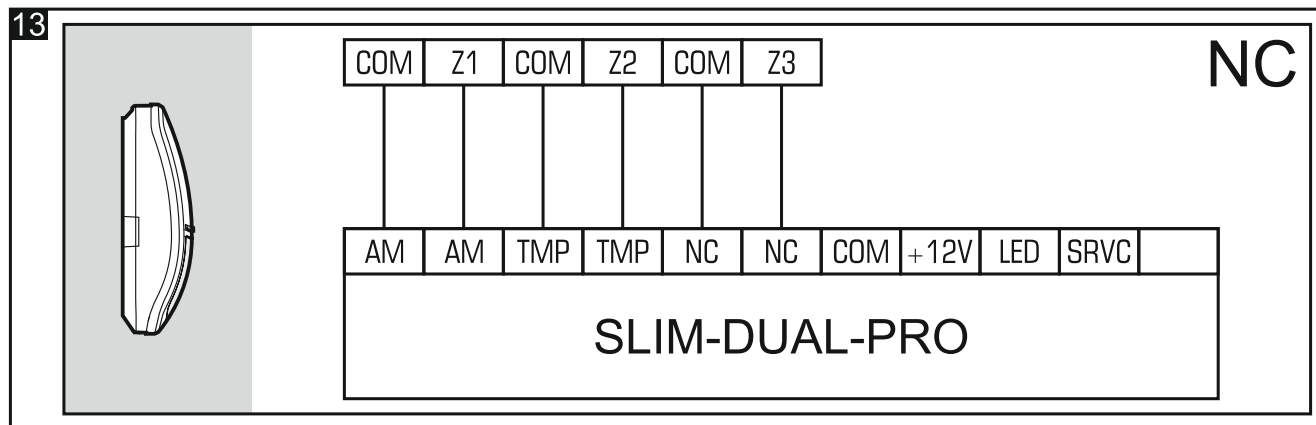 13
NC
COM Z1 COM Z2 COM Z3
AM AM TMP TMP NC NC COM +12V LED SRVC
SLIM-DUAL-PRO